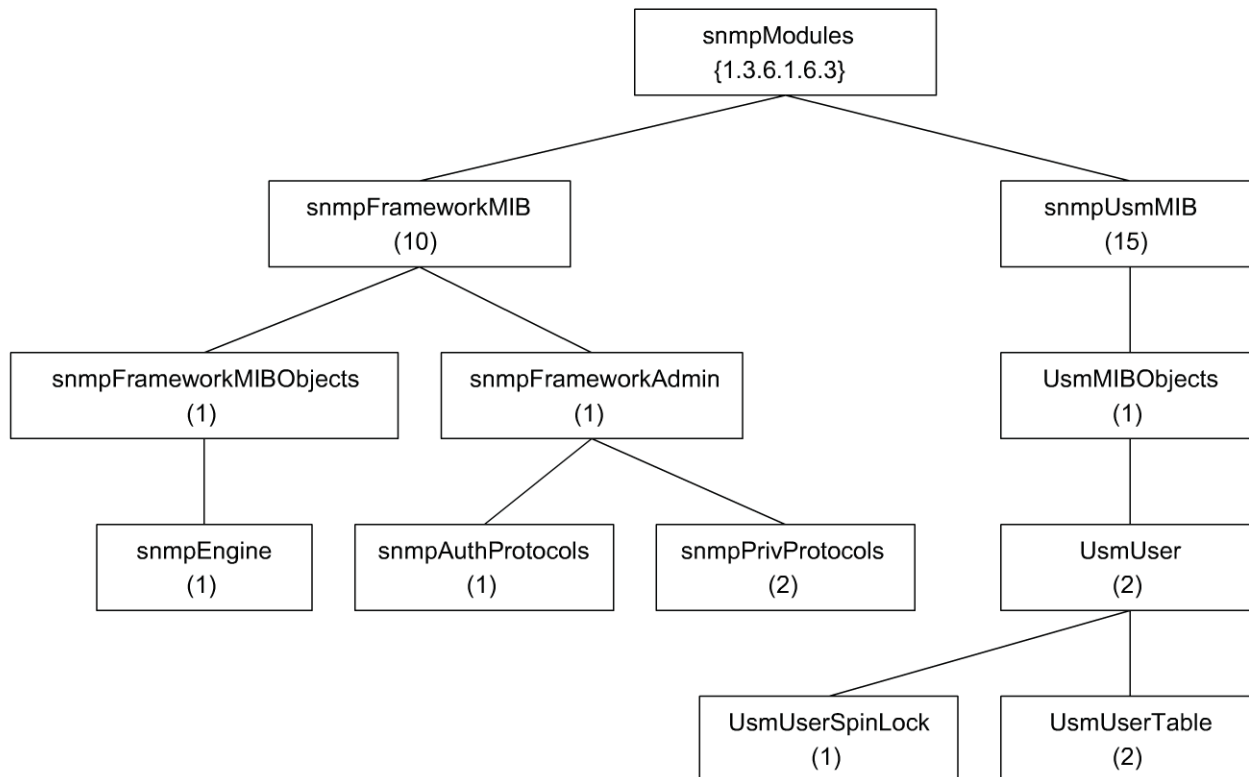 snmpModules
{1.3.6.1.6.3}
snmpFrameworkMIB
(10)
snmpUsmMIB
(15)
snmpFrameworkMIBObjects
(1)
snmpFrameworkAdmin
(1)
UsmMIBObjects
(1)
snmpEngine
(1)
snmpAuthProtocols
(1)
snmpPrivProtocols
(2)
UsmUser
(2)
UsmUserSpinLock
(1)
UsmUserTable
(2)